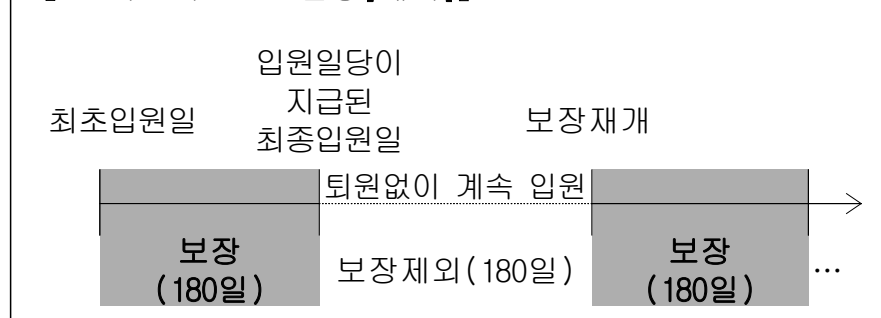 입원일당이
지급된
최종입원일
최초입원일
보장재개
퇴원없이 계속 입원
보장
(180일)
보장제외(180일)
보장
(180일)
...